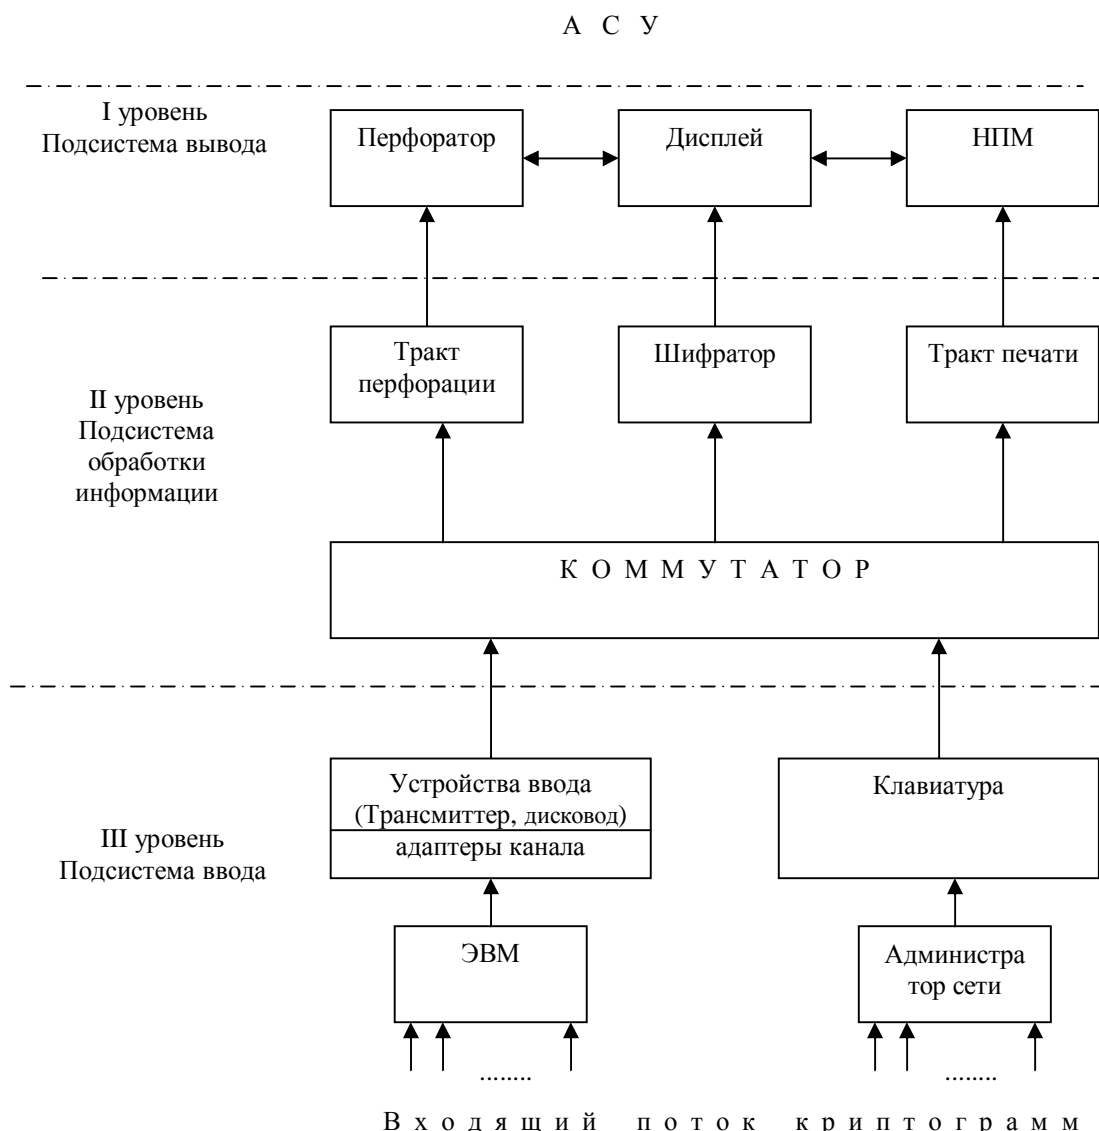 А С У
I уровень
Подсистема вывода
Перфоратор
Дисплей
НПМ
Тракт
перфорации
Шифратор
Тракт печати
II уровень
Подсистема
обработки
информации
К О М М У Т А Т О Р
Устройства ввода
(Трансмиттер, дисковод)
адаптеры канала
Клавиатура
III уровень
Подсистема ввода
ЭВМ
Администра
тор сети
........
........
В х о д я щ и й п о т о к к р и п т о г р а м м